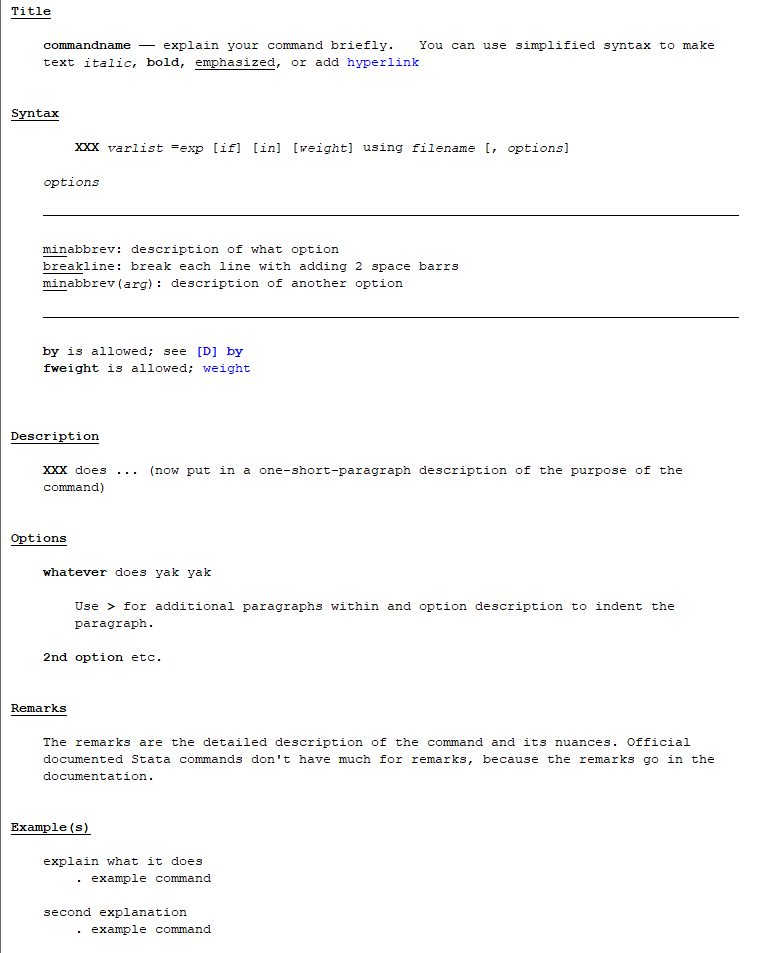 Title
commandname — explain your command briefly. You can use simplified syntax to make
text italic, bold, emphasized, or add hyperlink
Syntax
XXX varlist =exp [if] [in] [weight] using filename [, options]
options
minabbrev: description of what option
breakline: break each line with adding 2 space barrs
minabbrev(arg): description of another option
by is allowed; see [D] by
fweight is allowed; weight
Description
XXX does ... (now put in a one-short-paragraph description of the purpose of the
command)
Options
whatever does yak yak
Use > for additional paragraphs within and option description to indent the
paragraph.
2nd option etc.
Remarks
The remarks are the detailed description of the command and its nuances. Official
documented Stata commands don't have much for remarks, because the remarks go in the
documentation.
Example(s)
explain what it does
. example command
second explanation
. example command